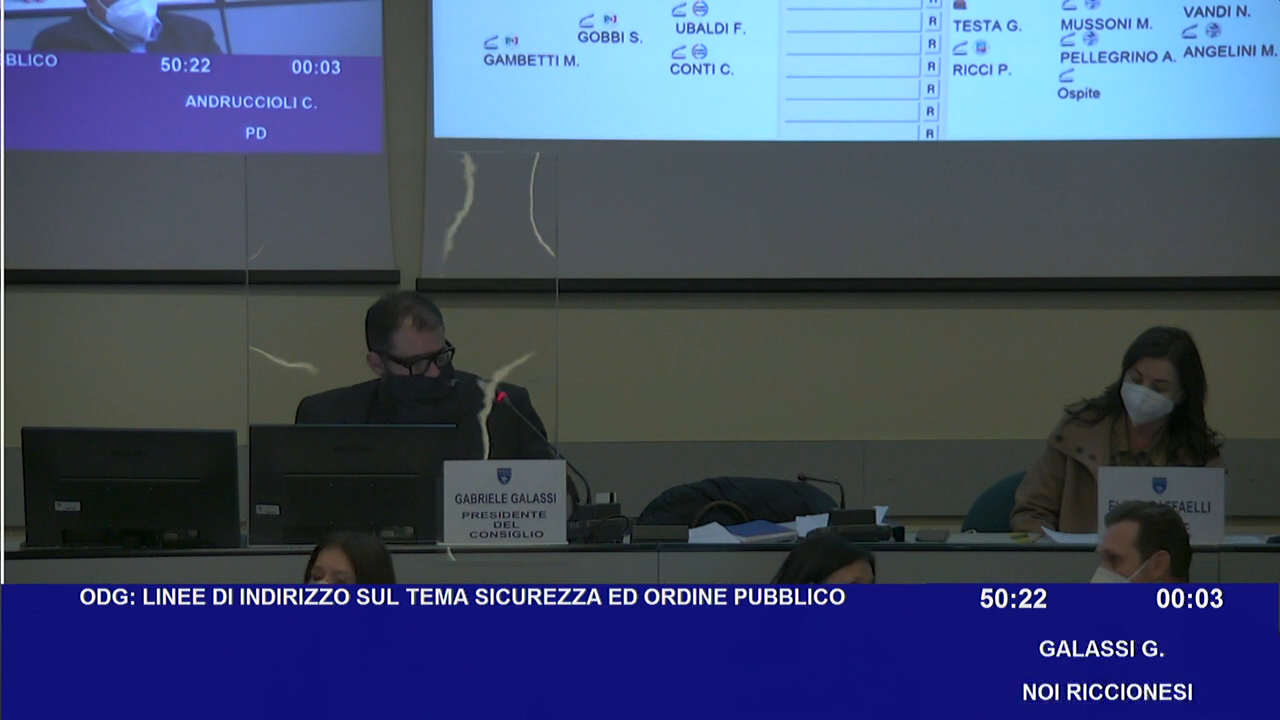 BLICO
50:22
00:03
ANDRUCCIOLI C.
PD
GAMBETTI M.
GOBBI S.
UBALDI F.
CONTI C.
R
R
R
R
R
R
TESTA G.
RICCI P.
MUSSONI M.
PELLEGRINO A.
Ospite
VANDI N.
ANGELINI M.
GABRIELE GALASSI
PRESIDENTE
DEL
CONSIGLIO
ODG: LINEE DI INDIRIZZO SUL TEMA SICUREZZA ED ORDINE PUBBLICO
50:22
00:03
GALASSI G.
NOI RICCIONESI